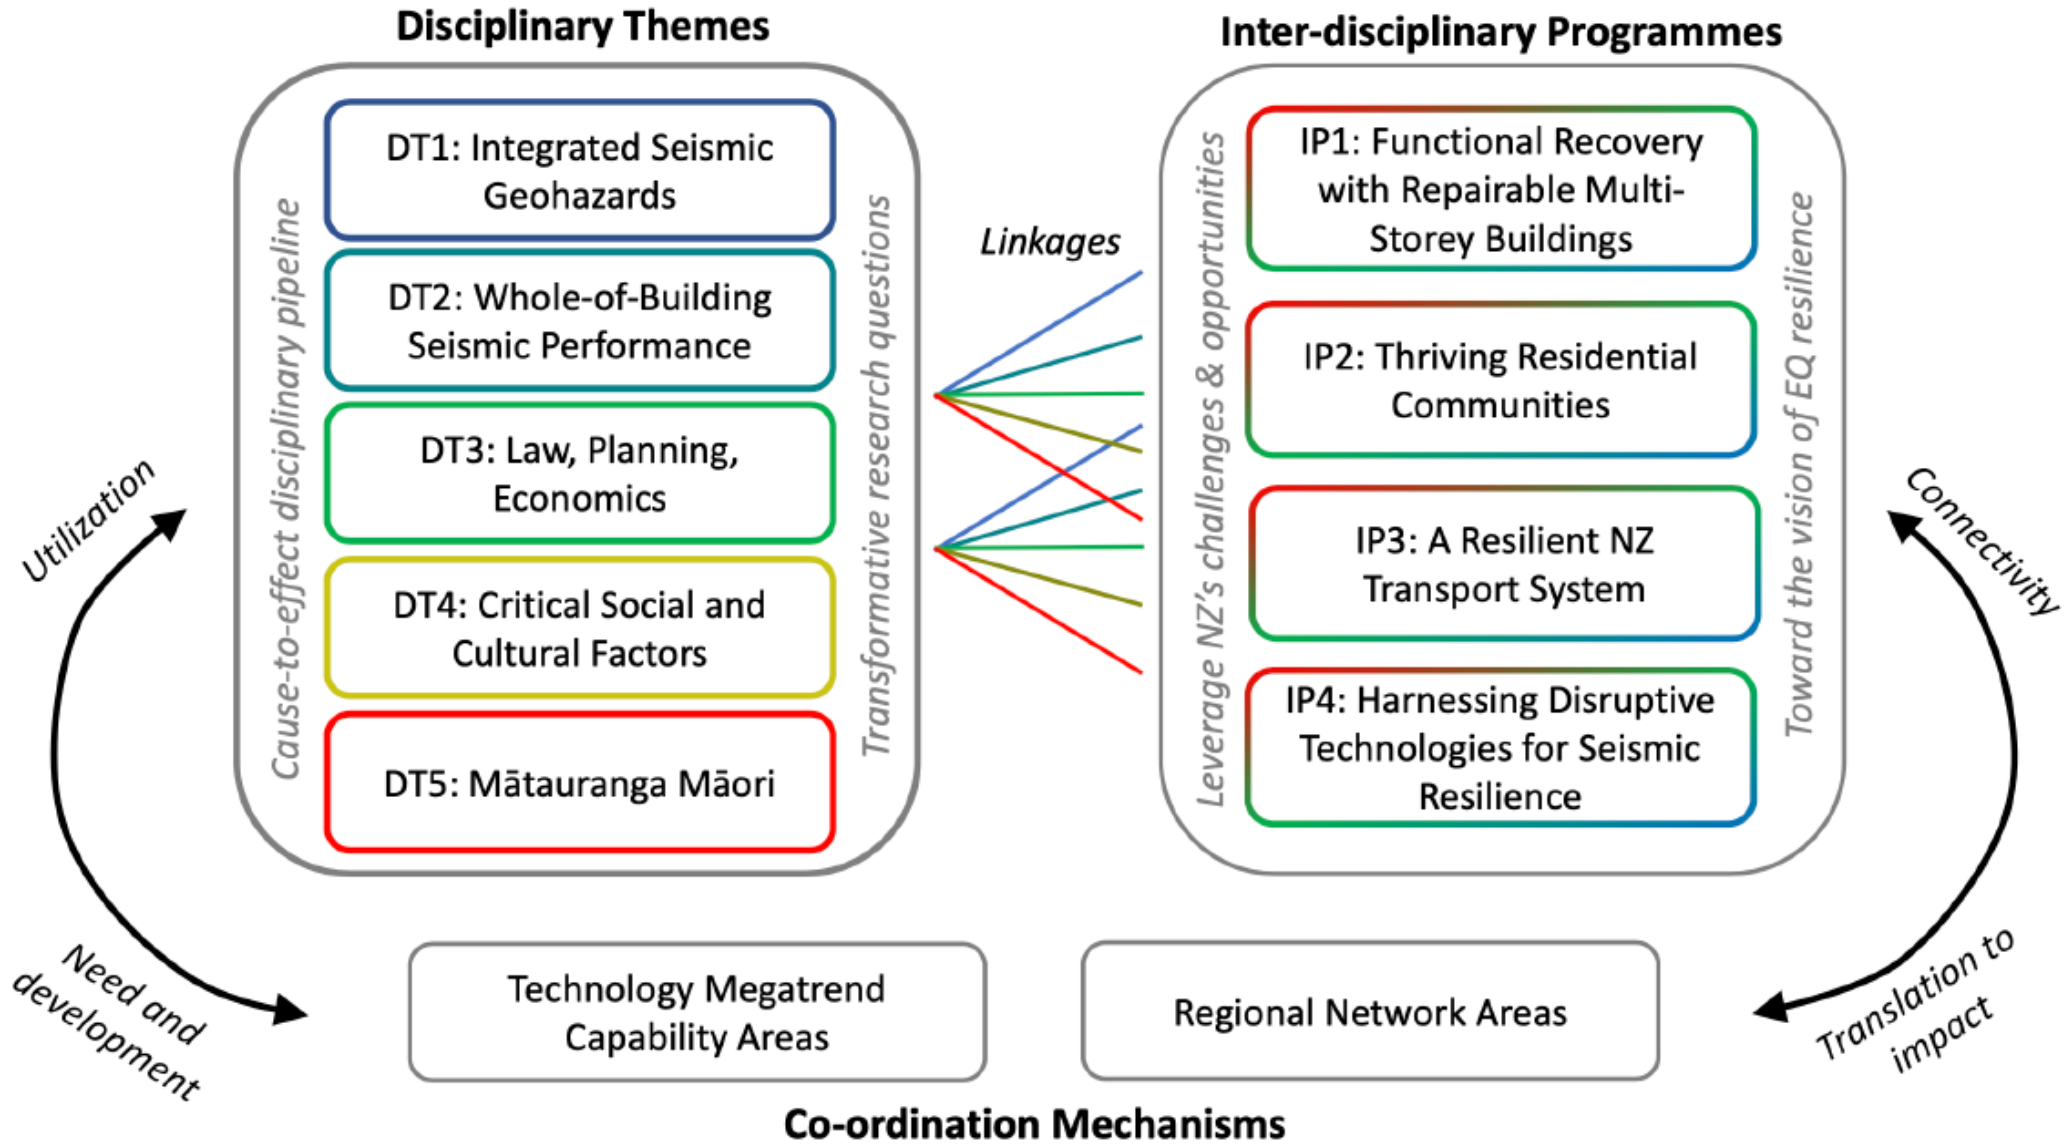 Disciplinary Themes
Inter-disciplinary Programmes
Cause-to-effect disciplinary pipeline
DT1: Integrated Seismic
Geohazards
DT2: Whole-of-Building
Seismic Performance
DT3: Law, Planning,
Economics
DT4: Critical Social and
Cultural Factors
DT5: Mātauranga Māori
Transformative research questions
Linkages
Leverage NZ's challenges & opportunities
IP1: Functional Recovery
with Repairable Multi-
Storey Buildings
IP2: Thriving Residential
Communities
IP3: A Resilient NZ
Transport System
IP4: Harnessing Disruptive
Technologies for Seismic
Resilience
Toward the vision of EQ resilience
Utilization
Need and
development
Connectivity
Translation to
impact
Technology Megatrend
Capability Areas
Regional Network Areas
Co-ordination Mechanisms